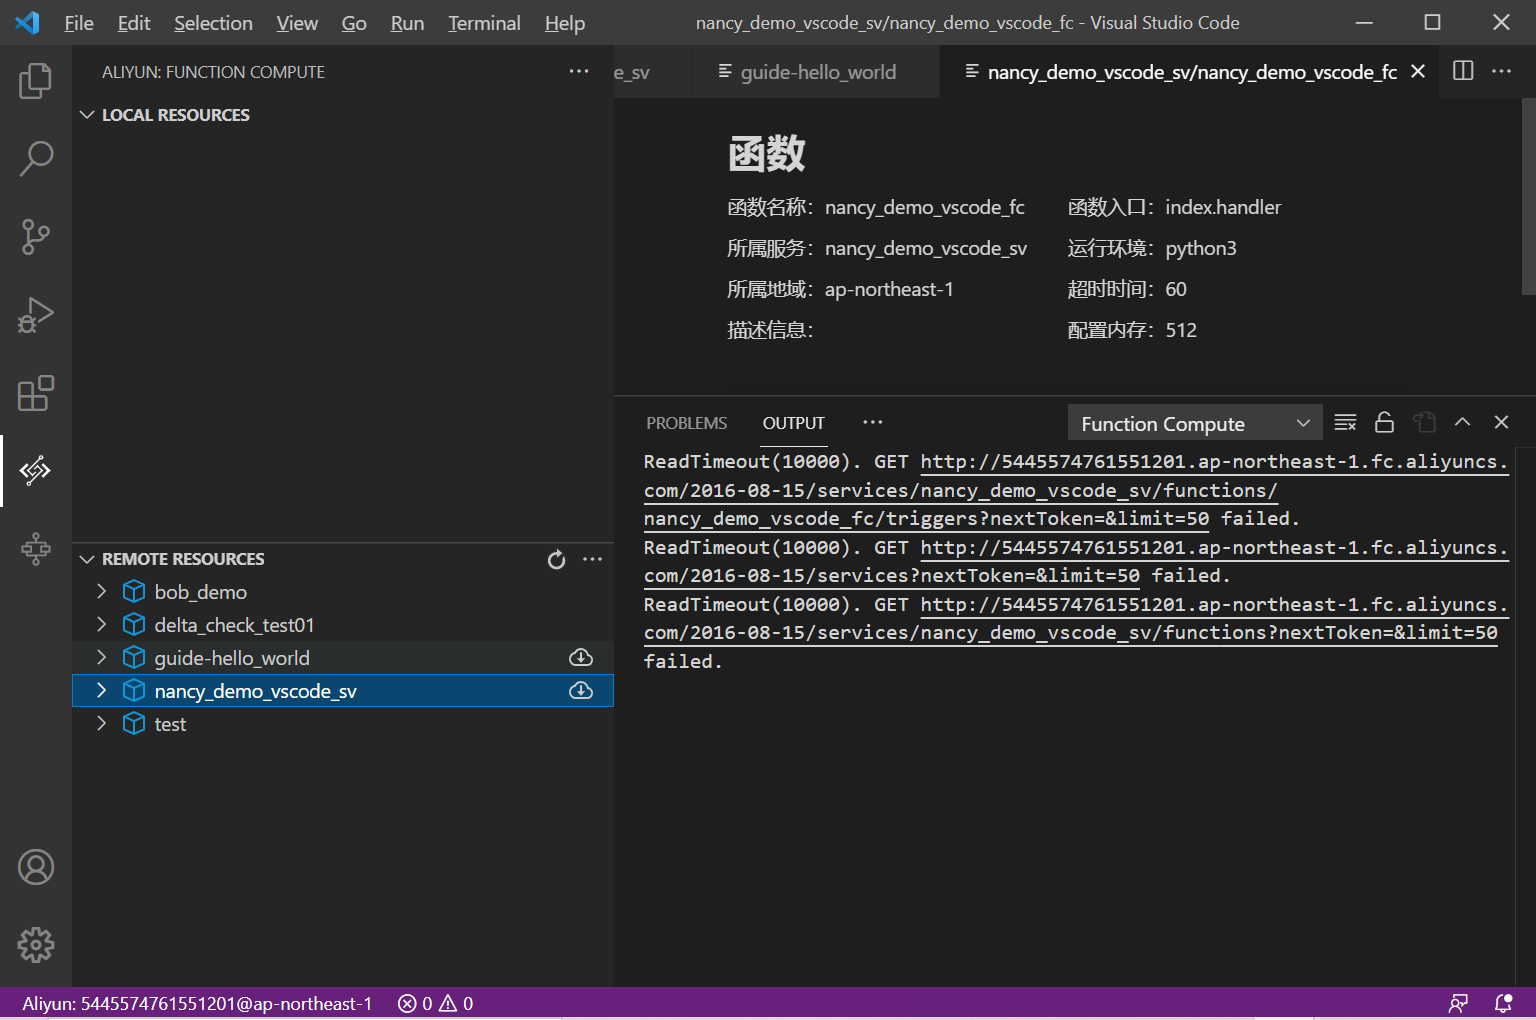 File Edit Selection View Go Run Terminal Help
nancy_demo_vscode_sv/nancy_demo_vscode_fc - Visual Studio Code
ALIYUN: FUNCTION COMPUTE
LOCAL RESOURCES
REMOTE RESOURCES
bob_demo
delta_check_test01
guide-hello_world
nancy_demo_vscode_sv
test
e_sv
guide-hello_world
nancy_demo_vscode_sv/nancy_demo_vscode_fc
函数
函数名称：nancy_demo_vscode_fc 函数入口：index.handler
所属服务：nancy_demo_vscode_sv 运行环境：python3
所属地域：ap-northeast-1 超时时间：60
描述信息： 配置内存：512
PROBLEMS OUTPUT
Function Compute
ReadTimeout(10000). GET http://5445574761551201.ap-northeast-1.fc.aliyuncs.
com/2016-08-15/services/nancy_demo_vscode_sv/functions/
nancy_demo_vscode_fc/triggers?nextToken=&limit=50 failed.
ReadTimeout(10000). GET http://5445574761551201.ap-northeast-1.fc.aliyuncs.
com/2016-08-15/services?nextToken=&limit=50 failed.
ReadTimeout(10000). GET http://5445574761551201.ap-northeast-1.fc.aliyuncs.
com/2016-08-15/services/nancy_demo_vscode_sv/functions?nextToken=&limit=50
failed.
Aliyun: 5445574761551201@ap-northeast-1 0 0